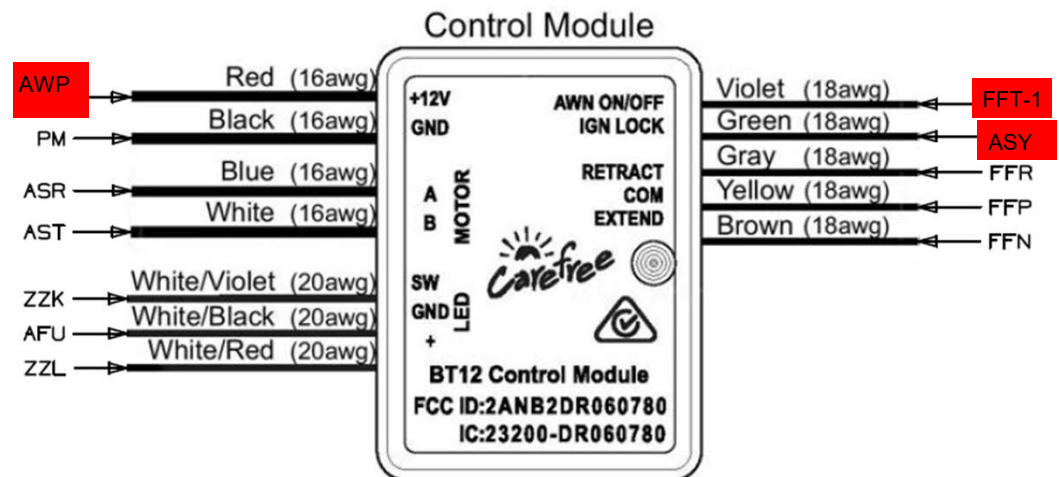 Control Module
AWP
Red (16awg)
PM
Black (16awg)
ASR
Blue (16awg)
AST
White (16awg)
ZZK
White/Violet (20awg)
AFU
White/Black (20awg)
ZZL
White/Red (20awg)
+12V
GND
A
B
MOTOR
SW
GND
+
LED
AWN ON/OFF
IGN LOCK
RETRACT
COM
EXTEND
Carefree
BT12 Control Module
FCC ID:2ANB2DR060780
IC:23200-DR060780
Violet (18awg)
FFT-1
Green (18awg)
ASY
Gray (18awg)
FFR
Yellow (18awg)
FFP
Brown (18awg)
FFN